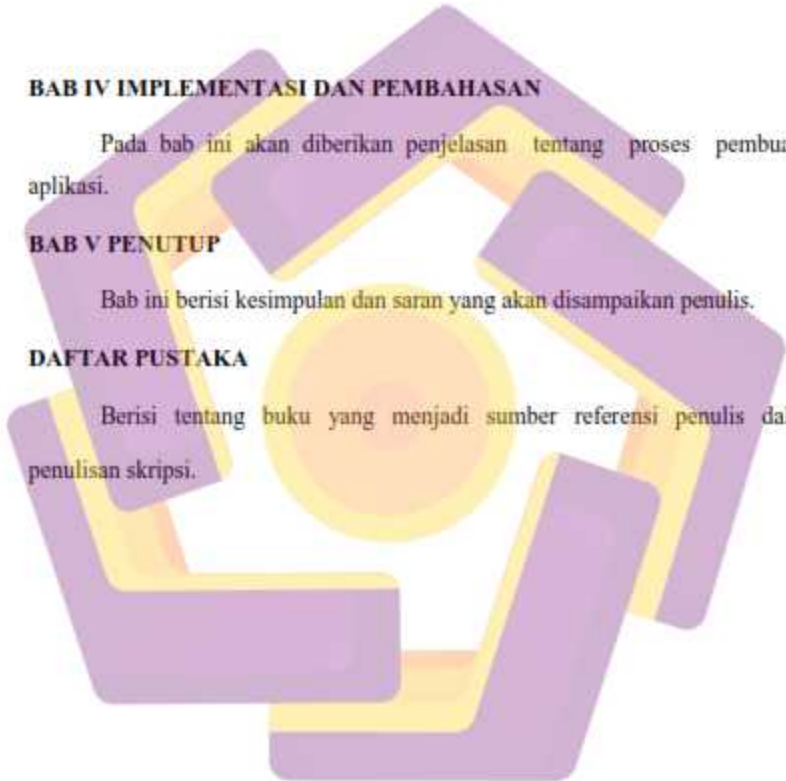 BAB IV IMPLEMENTASI DAN PEMBAHASAN
Pada bab ini akan diberikan penjelasan tentang proses pembua
aplikasi.
BAB V PENUTUP
Bab ini berisi kesimpulan dan saran yang akan disampaikan penulis.
DAFTAR PUSTAKA
Berisi tentang buku yang menjadi sumber referensi penulis dal
penulisan skripsi.